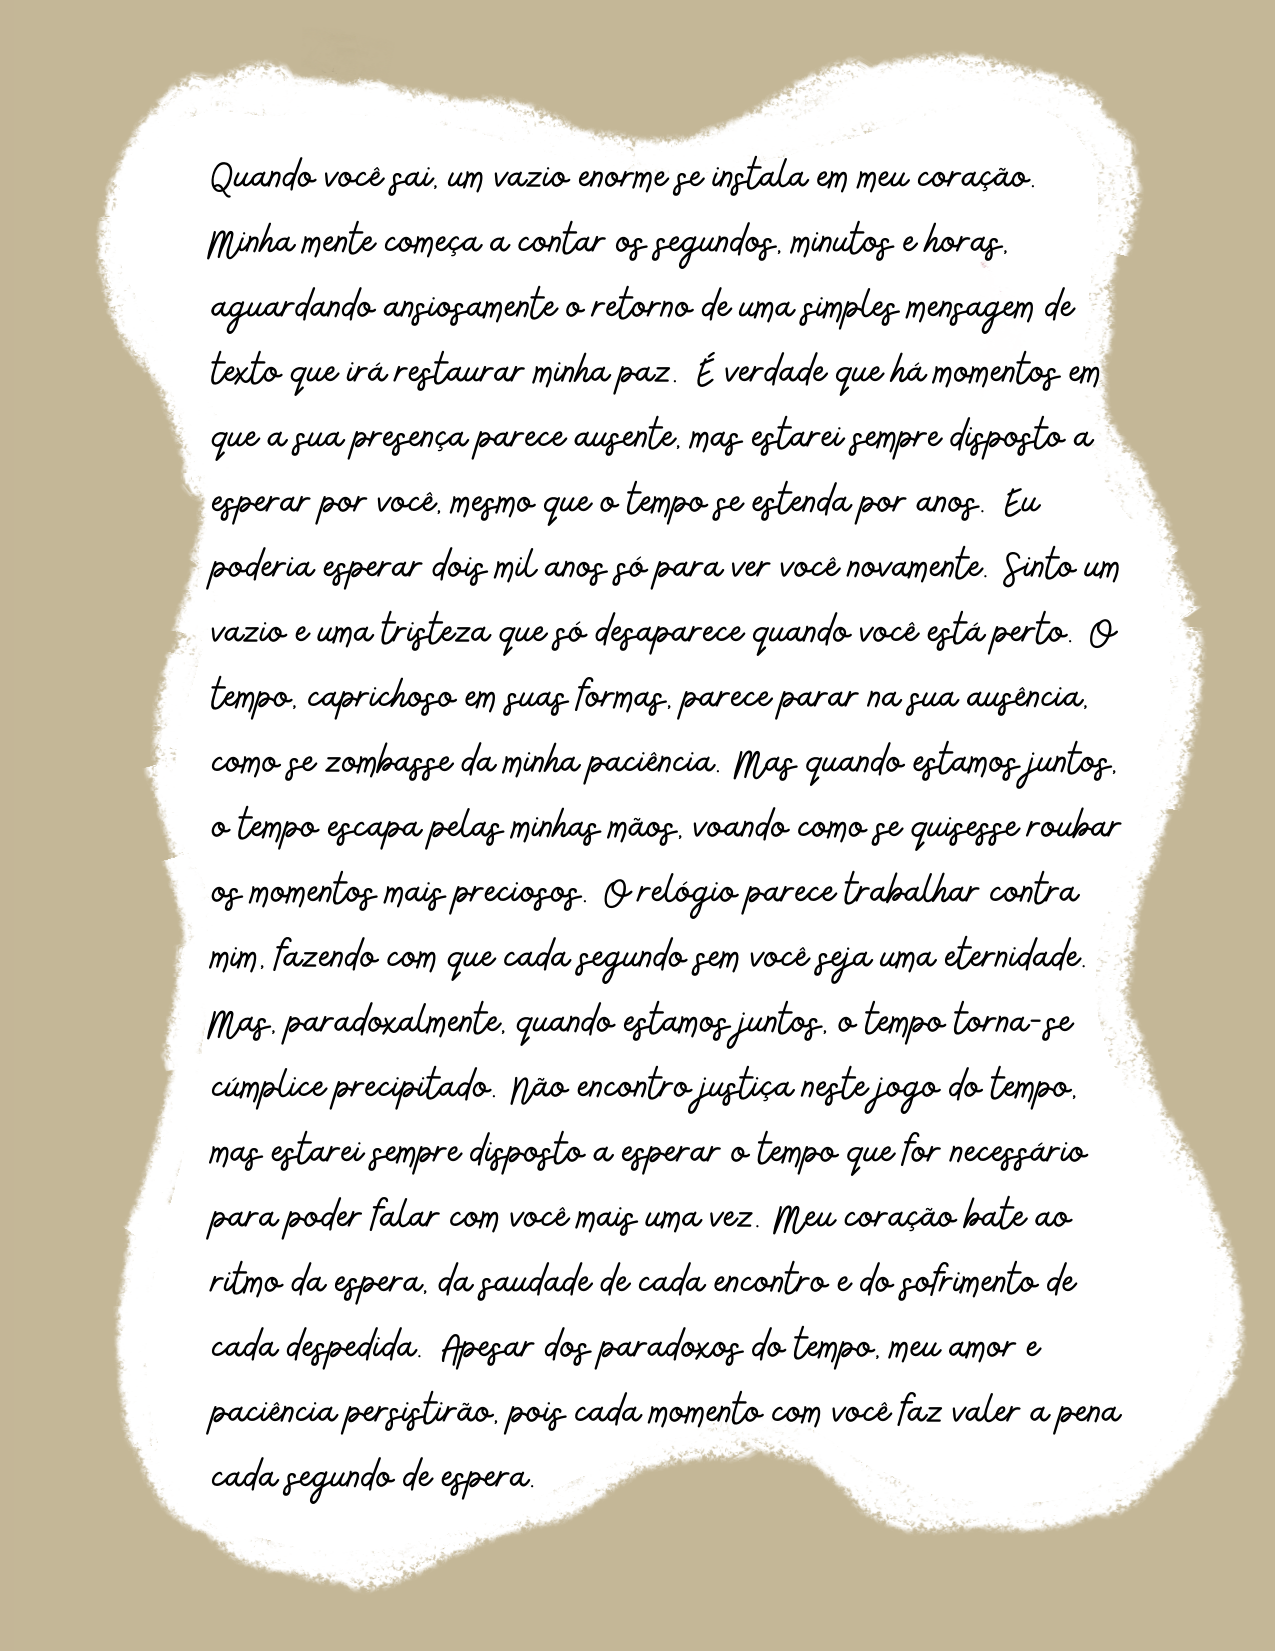 Quando você sai, um vazio enorme se instala em meu coração.
Minha mente começa a contar os segundos, minutos e horas,
aguardando ansiosamente o retorno de uma simples mensagem de
texto que irá restaurar minha paz. É verdade que há momentos em
que a sua presença parece ausente, mas estarei sempre disposto a
esperar por você, mesmo que o tempo se estenda por anos. Eu
poderia esperar dois mil anos só para ver você novamente. Sinto um
vazio e uma tristeza que só desaparece quando você está perto. O
tempo, caprichoso em suas formas, parece parar na sua ausência,
como se zombasse da minha paciência. Mas quando estamos juntos,
o tempo escapa pelas minhas mãos, voando como se quisesse roubar
os momentos mais preciosos. O relógio parece trabalhar contra
mim, fazendo com que cada segundo sem você seja uma eternidade.
Mas, paradoxalmente, quando estamos juntos, o tempo torna-se
cúmplice precipitado. Não encontro justiça neste jogo do tempo,
mas estarei sempre disposto a esperar o tempo que for necessário
para poder falar com você mais uma vez. Meu coração bate ao
ritmo da espera, da saudade de cada encontro e do sofrimento de
cada despedida. Apesar dos paradoxos do tempo, meu amor e
paciência persistirão, pois cada momento com você faz valer a pena
cada segundo de espera.